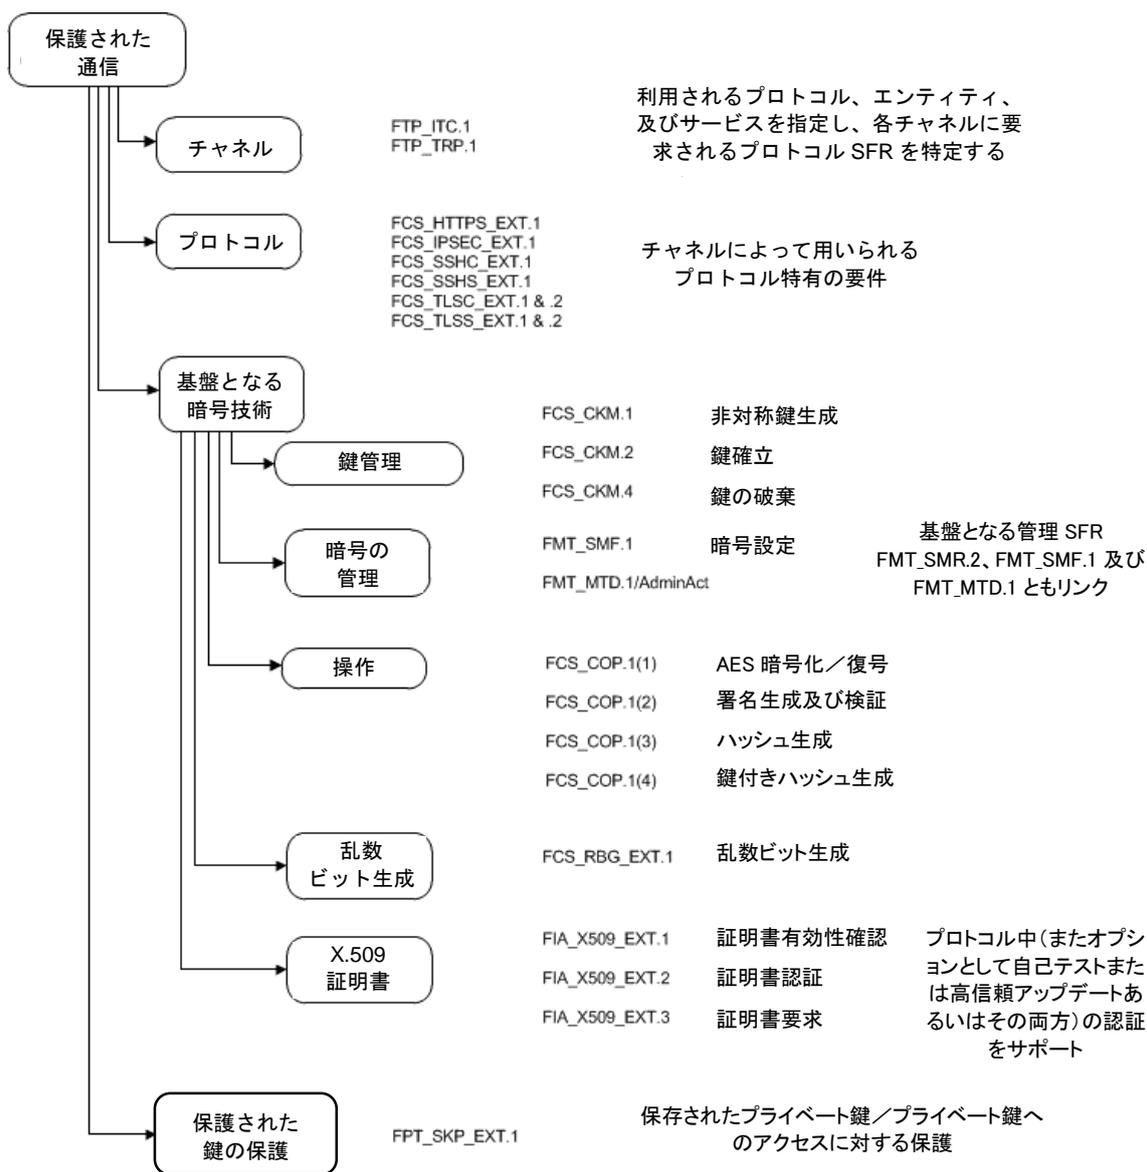 保護された
通信
チャネル
FTP_ITC.1
FTP_TRP.1
利用されるプロトコル、エンティティ、
及びサービスを指定し、各チャネルに要
求されるプロトコル SFR を特定する
プロトコル
FCS_HTTPS_EXT.1
FCS_IPSEC_EXT.1
FCS_SSHC_EXT.1
FCS_SSHS_EXT.1
FCS_TLSC_EXT.1 & .2
FCS_TLSS_EXT.1 & .2
チャネルによって用いられる
プロトコル特有の要件
基盤となる
暗号技術
鍵管理
FCS_CKM.1 非対称鍵生成
FCS_CKM.2 鍵確立
FCS_CKM.4 鍵の破棄
暗号の
管理
FMT_SMF.1 暗号設定
FMT_MTD.1/AdminAct
基盤となる管理 SFR
FMT_SMR.2、FMT_SMF.1 及び
FMT_MTD.1 ともリンク
操作
FCS_COP.1(1) AES 暗号化／復号
FCS_COP.1(2) 署名生成及び検証
FCS_COP.1(3) ハッシュ生成
FCS_COP.1(4) 鍵付きハッシュ生成
乱数
ビット生成
FCS_RBG_EXT.1 乱数ビット生成
X.509
証明書
FIA_X509_EXT.1 証明書有効性確認
FIA_X509_EXT.2 証明書認証
FIA_X509_EXT.3 証明書要求
プロトコル中（またオプシ
ョンとして自己テストまた
は高信頼アップデートあ
るいはその両方）の認証
をサポート
保護された
鍵の保護
FPT_SKP_EXT.1
保存されたプライベート鍵／プライベート鍵へ
のアクセスに対する保護